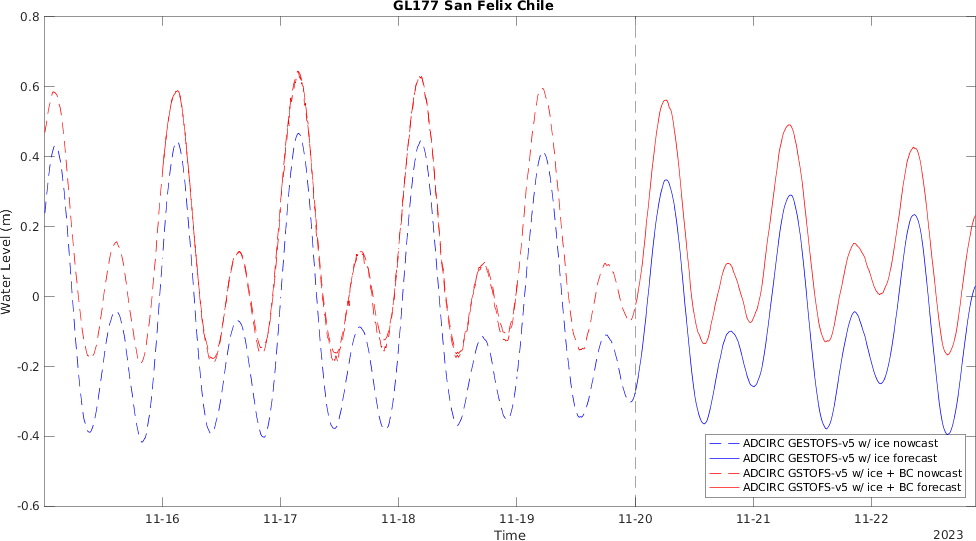 GL177 San Felix Chile
0.8
0.6
0.4
0.2
0
-0.2
-0.4
-0.6
Water Level (m)
11-16 11-17 11-18 11-19 11-20 11-21 11-22
Time
2023
ADCIRC GESTOFS-v5 w/ ice nowcast
ADCIRC GESTOFS-v5 w/ ice forecast
ADCIRC GSTOFS-v5 w/ ice + BC nowcast
ADCIRC GSTOFS-v5 w/ ice + BC forecast